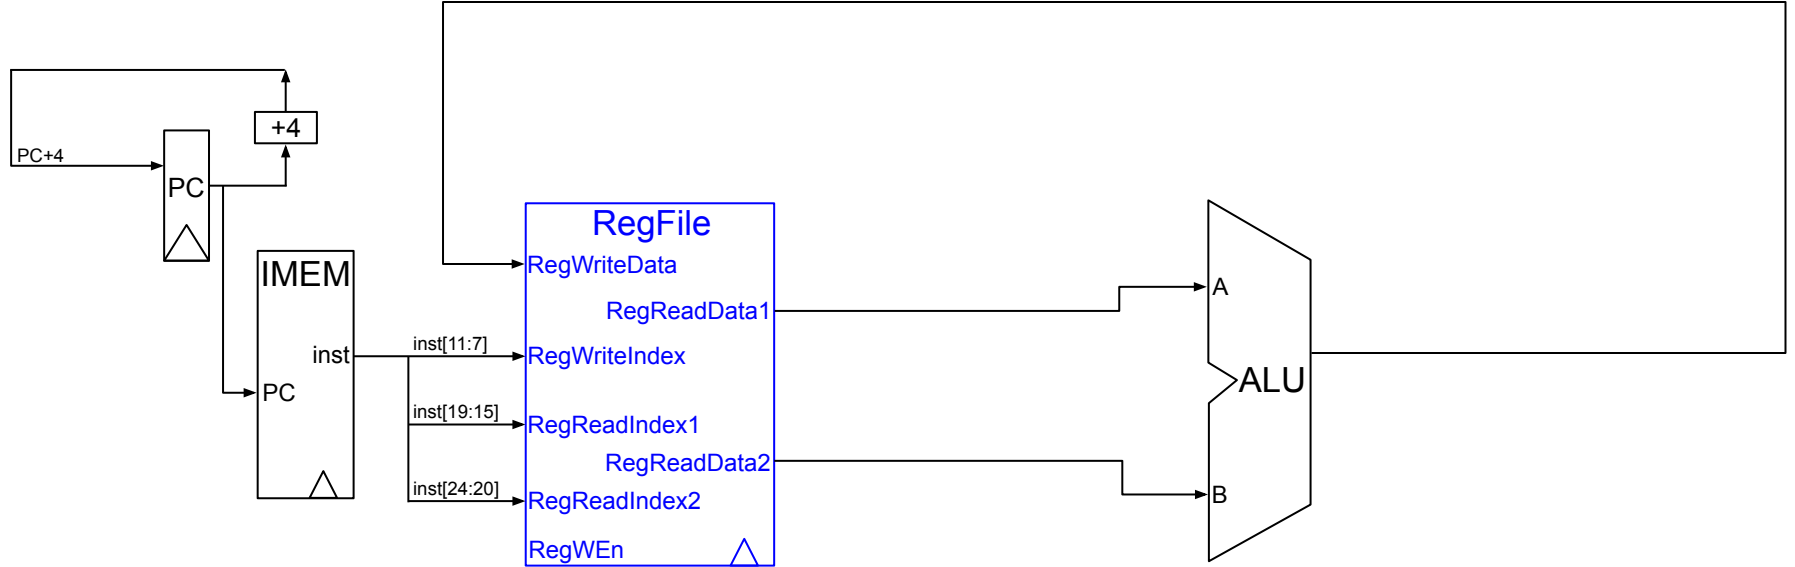 +4
PC+4
PC
IMEM
inst
PC
inst[11:7]
inst[19:15]
inst[24:20]
RegFile
RegWriteData
RegReadData1
RegWriteIndex
RegReadIndex1
RegReadData2
RegReadIndex2
RegWEn
A
ALU
B